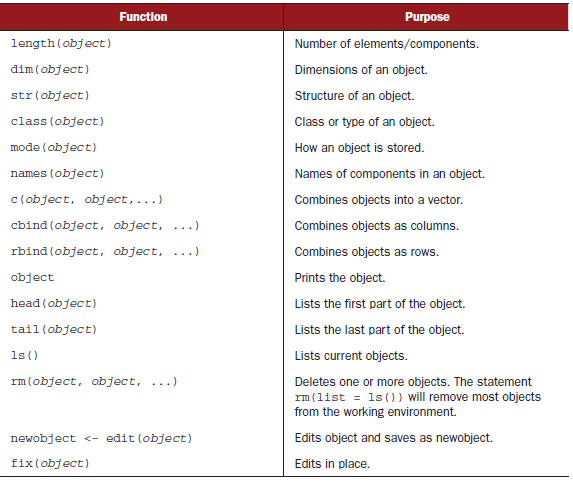 Function Purpose
length(object) Number of elements/components.
dim(object) Dimensions of an object.
str(object) Structure of an object.
class(object) Class or type of an object.
mode(object) How an object is stored.
names(object) Names of components in an object.
c(object, object,...) Combines objects into a vector.
cbind(object, object, ...) Combines objects as columns.
rbind(object, object, ...) Combines objects as rows.
object Prints the object.
head(object) Lists the first part of the object.
tail(object) Lists the last part of the object.
ls() Lists current objects.
rm(object, object, ...) Deletes one or more objects. The statement
rm(list = ls()) will remove most objects
from the working environment.
newobject <- edit(object) Edits object and saves as newobject.
fix(object) Edits in place.